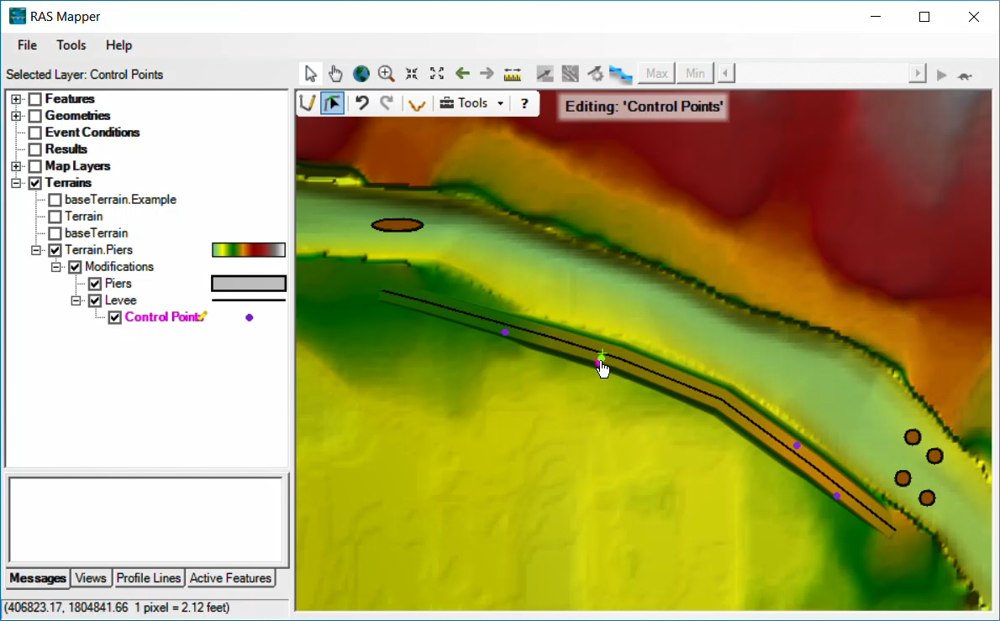 RAS Mapper
File Tools Help
Selected Layer: Control Points
Max Min
Features
Geometries
Event Conditions
Results
Map Layers
Terrains
baseTerrain.Example
Terrain
baseTerrain
Terrain.Piers
Modifications
Piers
Levee
Control Points
Tools ?
Editing: 'Control Points'
Messages Views Profile Lines Active Features
(406823.17, 1804841.66 1 pixel = 2.12 feet)